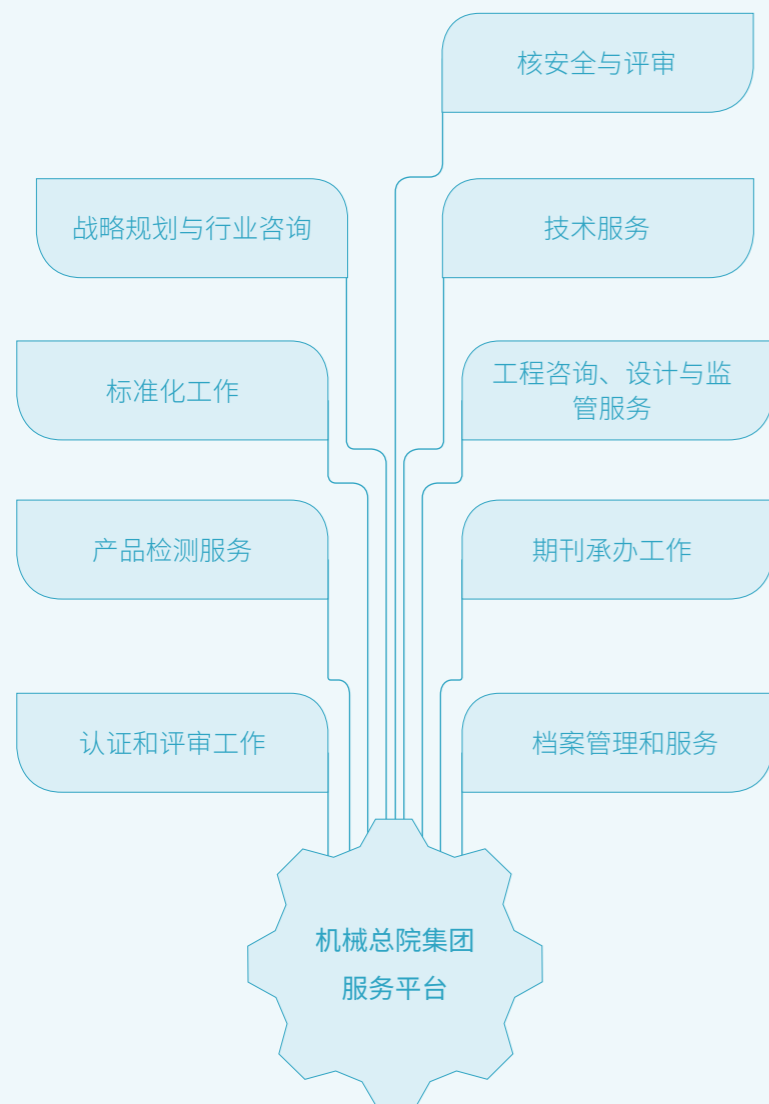 核安全与评审
战略规划与行业咨询
技术服务
标准化工作
工程咨询、设计与监
管服务
产品检测服务
期刊承办工作
认证和评审工作
档案管理和服务
机械总院集团
服务平台